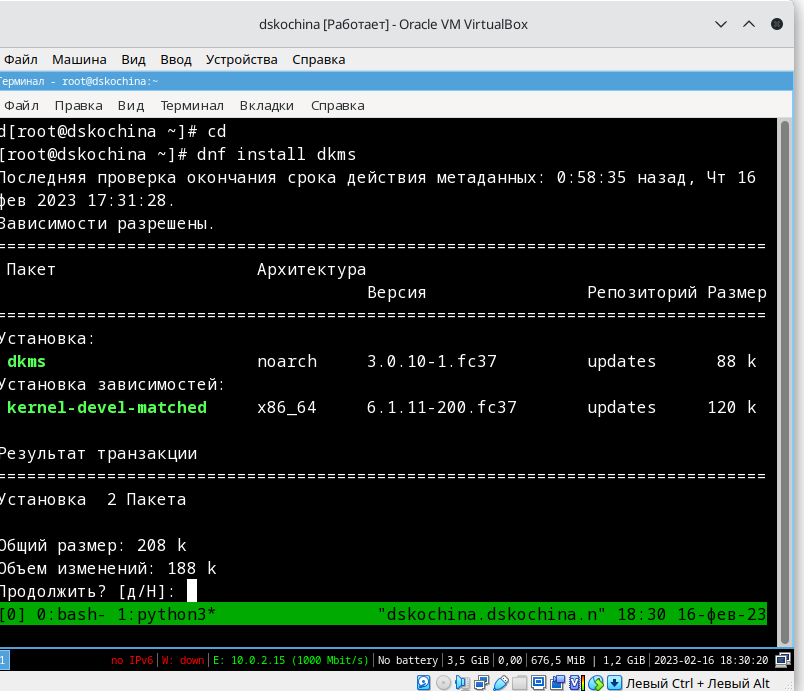 dskochina [Работает] - Oracle VM VirtualBox
Файл Машина Вид Ввод Устройства Справка
Терминал - root@dskochina:~
Файл Правка Вид Терминал Вкладки Справка
d[root@dskochina ~]# cd
[root@dskochina ~]# dnf install dkms
Последняя проверка окончания срока действия метаданных: 0:58:35 назад, Чт 16
фев 2023 17:31:28.
Зависимости разрешены.
================================================================================
Пакет Архитектура
Версия Репозиторий Размер
================================================================================
Установка:
dkms noarch 3.0.10-1.fc37 updates 88 k
Установка зависимостей:
kernel-devel-matched x86_64 6.1.11-200.fc37 updates 120 k
Результат транзакции
================================================================================
Установка 2 Пакета
Общий размер: 208 k
Объем изменений: 188 k
Продолжить? [д/Н]:
[0] 0:bash- 1:python3* "dskochina.dskochina.n" 18:30 16-фев-23
1 no IPv6|W: down|E: 10.0.2.15 (1000 Mbit/s)|No battery|3,5 GiB|0,00|676,5 MiB | 1,2 GiB|2023-02-16 18:30:20
Левый Ctrl + Левый Alt